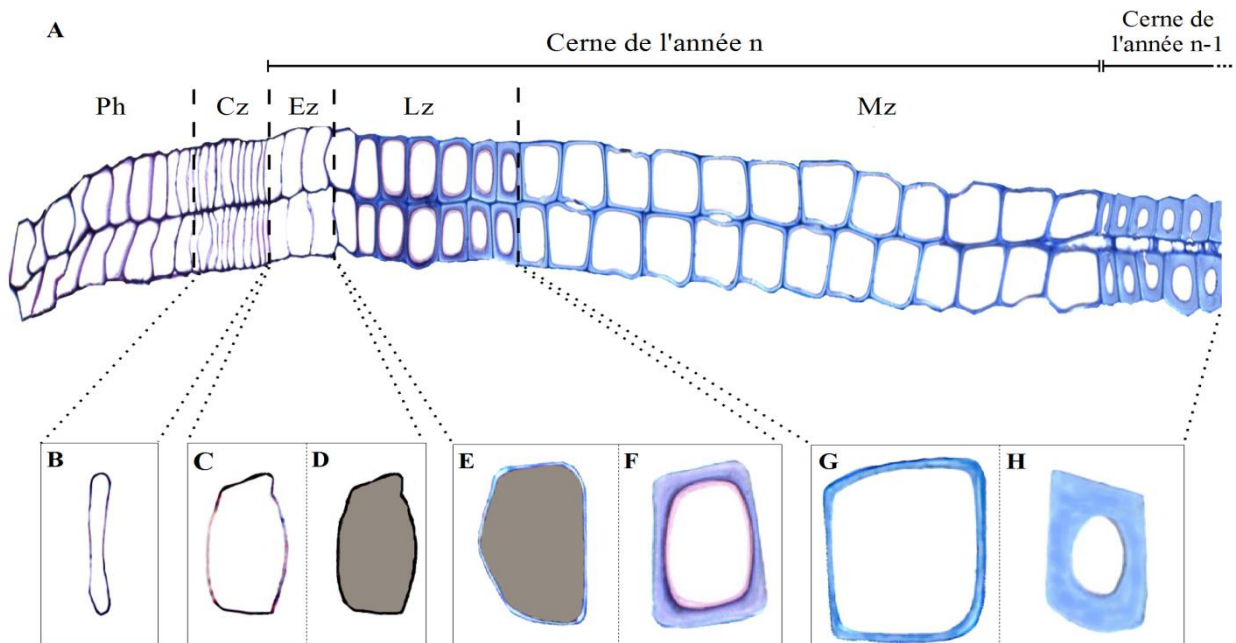 A
Cerne de l'année n
Cerne de
l'année n-1
Ph
Cz
Ez
Lz
Mz
B
C
D
E
F
G
H